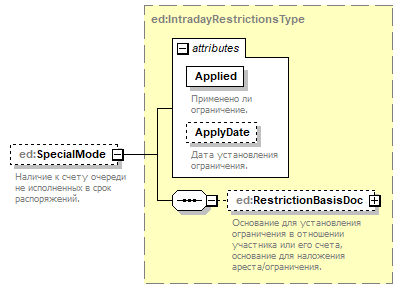 ed:IntradayRestrictionsType
attributes
Applied
Применено ли
ограничение.
ApplyDate
Дата установления
ограничения.
ed:SpecialMode
Наличие к счету очереди
не исполненных в срок
распоряжений.
ed:RestrictionBasisDoc
Основание для установления
ограничения в отношении
участника или его счета,
основание для наложения
ареста/ограничения.